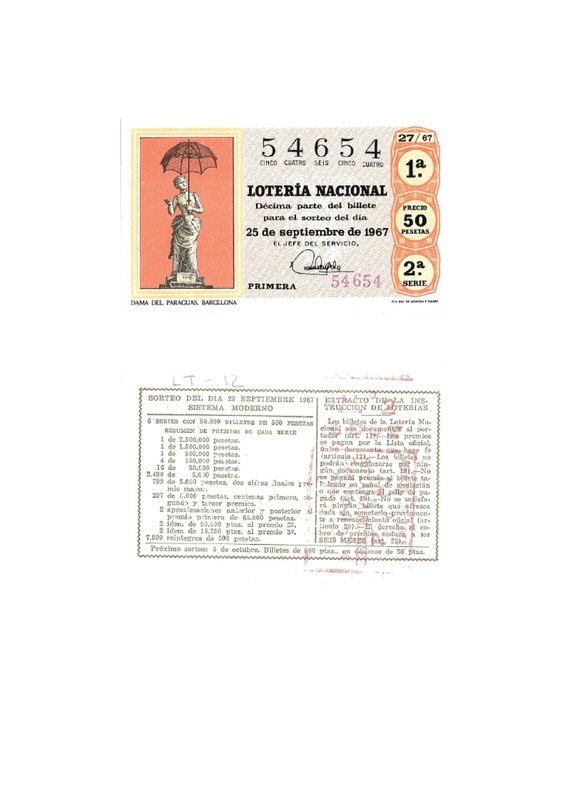 5 4 6 5 4
CINCO CUATRO SEIS CINCO CUATRO
LOTERÍA NACIONAL
Décima parte del billete
para el sorteo del día
25 de septiembre de 1967
EL JEFE DEL SERVICIO,
PRIMERA 54654
27/67
1ª.
PRECIO
50
PESETAS
2ª.
SERIE
DAMA DEL PARAGUAS, BARCELONA
LT - 12
SORTEO DEL DIA 25 SEPTIEMBRE 1967
SISTEMA MODERNO
6 SERIES CON 80.000 BILLETES DE 500 PESETAS
RESUMEN DE PREMIOS DE CADA SERIE
1 de 2.500.000 pesetas.
1 de 1.500.000 pesetas.
1 de 500.000 pesetas.
4 de 150.000 pesetas.
16 de 50.000 pesetas.
2.480 de 5.000 pesetas.
799 de 5.000 pesetas, dos cifras finales pre-
mio mayor.
297 de 5.000 pesetas, centenas primero, se-
gundo y tercer premios.
2 aproximaciones anterior y posterior al
premio primero de 65.000 pesetas.
2 idem de 2º.
2 idem de 15.250 ptas. al premio 3º.
7.999 reintegros de 500 pesetas.
EXTRACTO DE LA INS-
TRUCCION DE LOTERIAS
Los billetes de la Lotería Na-
cional son documentos al por-
tador (art. 11).—Los premios
se pagan por la Lista oficial,
único documento que hace fe
(artículo 12).—Los billetes no
podrán reemplazarse por nin-
gún documento (art. 18).—No
se pagará premio al billete ta-
ladrado en señal de anulación
o que contenga el sello de pa-
gado (art. 19).—No se satisfa-
rá ningún billete que ofrezca
duda sin someterlo previamen-
te a reconocimiento oficial (ar-
tículo 20).—El derecho al co-
bro de premios caduca a los
SEIS MESES (art. 22).
Próximo sorteo: 5 de octubre. Billetes de 500 ptas., en décimos de 50 ptas.